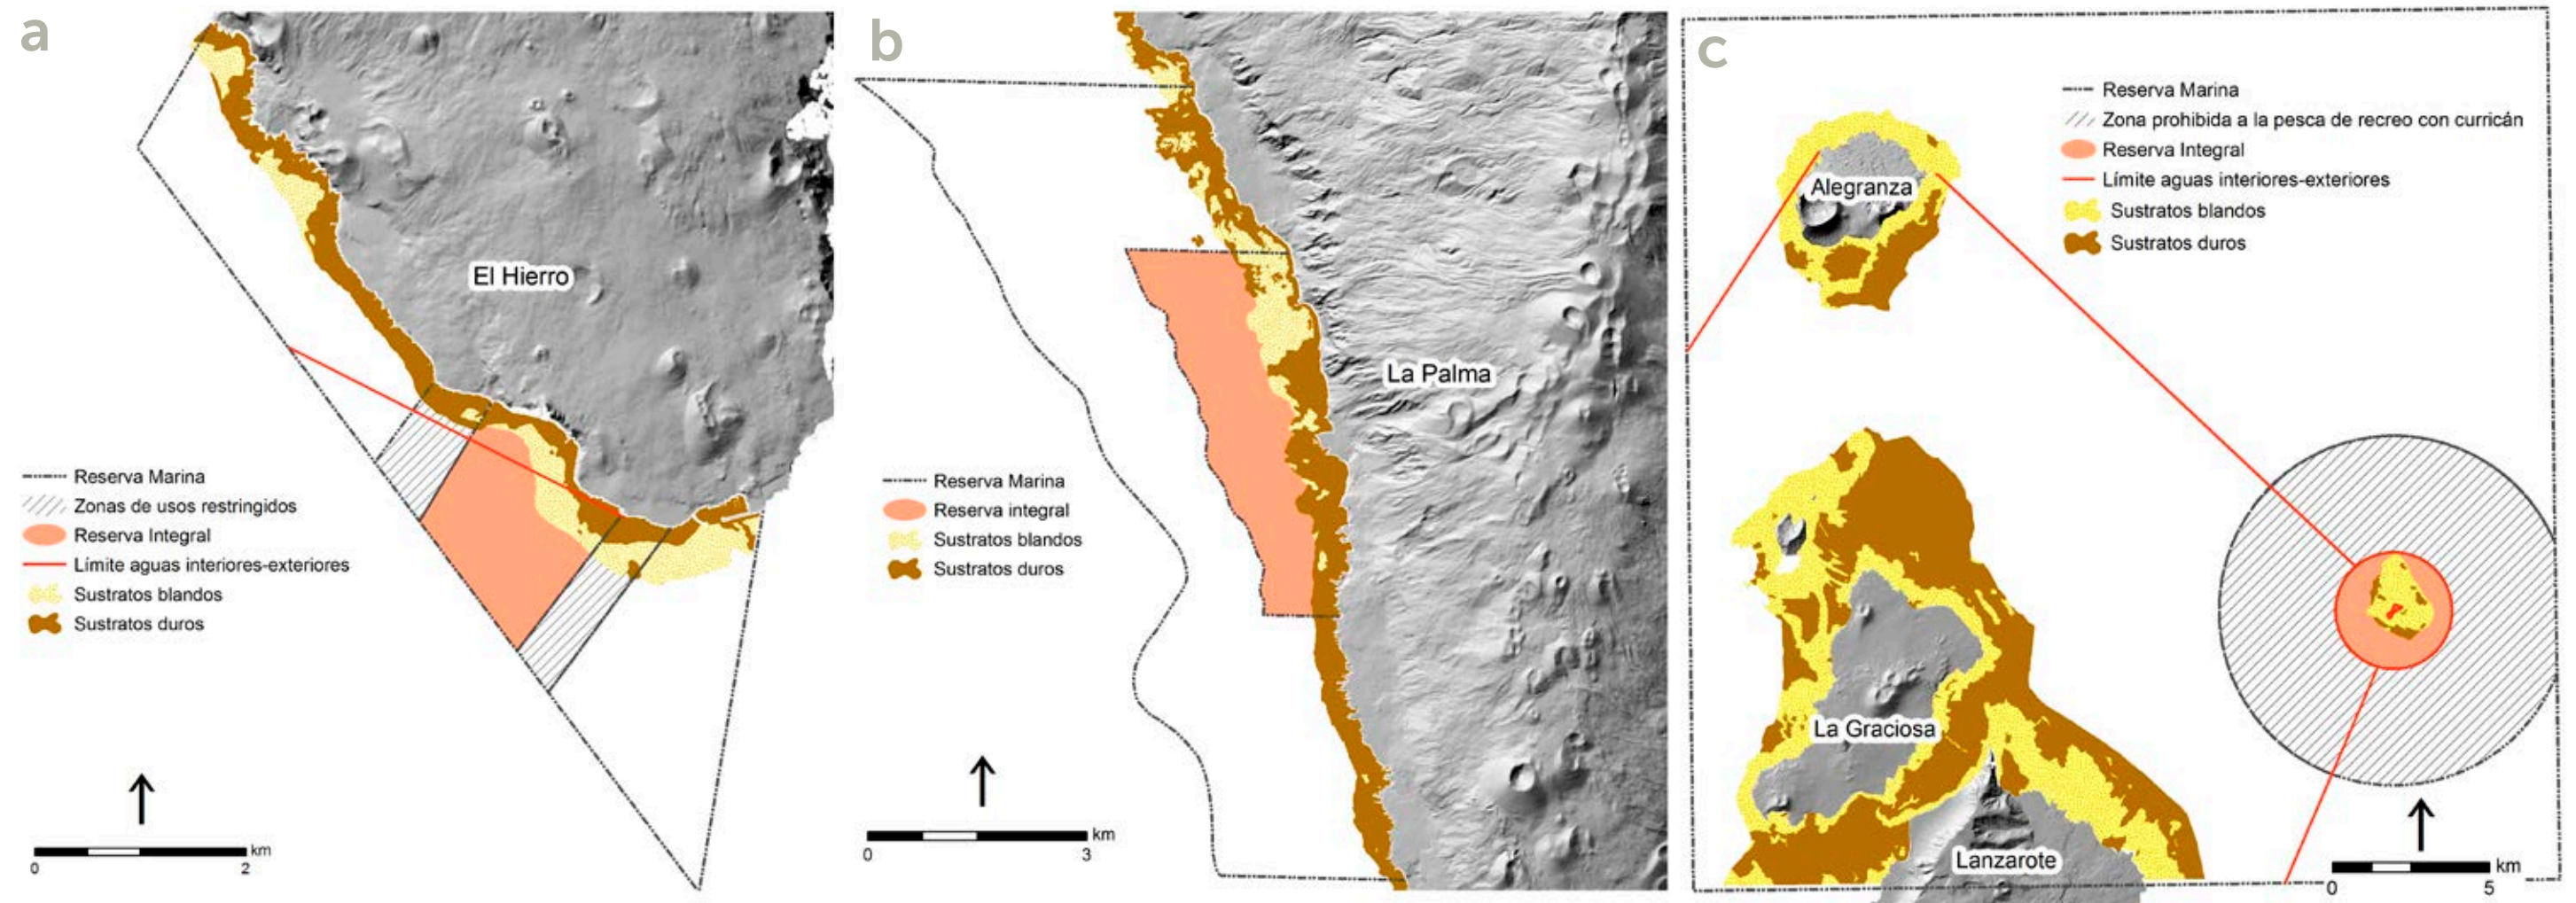 a
El Hierro
Reserva Marina
Zonas de usos restringidos
Reserva Integral
Límite aguas interiores-exteriores
Sustratos blandos
Sustratos duros
km
0 2
b
La Palma
Reserva Marina
Reserva integral
Sustratos blandos
Sustratos duros
km
0 3
c
Reserva Marina
Zona prohibida a la pesca de recreo con curricán
Reserva Integral
Límite aguas interiores-exteriores
Sustratos blandos
Sustratos duros
Alegranza
La Graciosa
Lanzarote
km
0 5